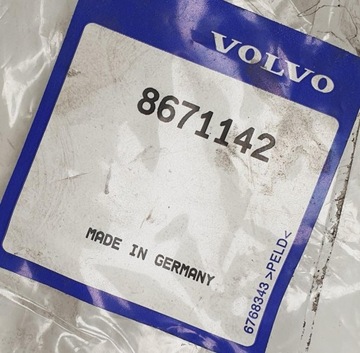 VOLVO
8671142
MADE IN GERMANY
6768343 >PELD<